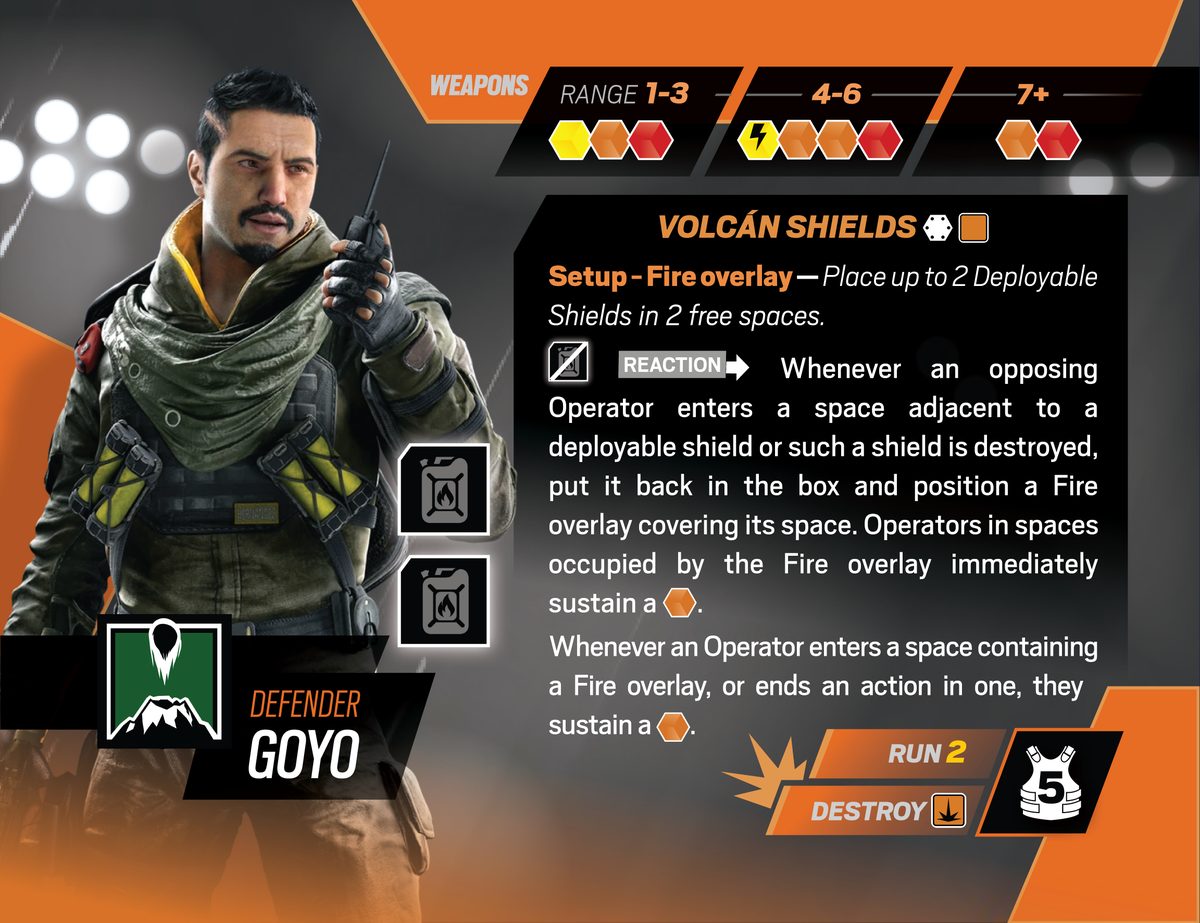 WEAPONS
RANGE 1-3
4-6
7+
VOLCÁN SHIELDS
Setup - Fire overlay — Place up to 2 Deployable
Shields in 2 free spaces.
REACTION Whenever an opposing
Operator enters a space adjacent to a
deployable shield or such a shield is destroyed,
put it back in the box and position a Fire
overlay covering its space. Operators in spaces
occupied by the Fire overlay immediately
sustain a .
Whenever an Operator enters a space containing
a Fire overlay, or ends an action in one, they
sustain a .
DEFENDER
GOYO
RUN 2
DESTROY
5